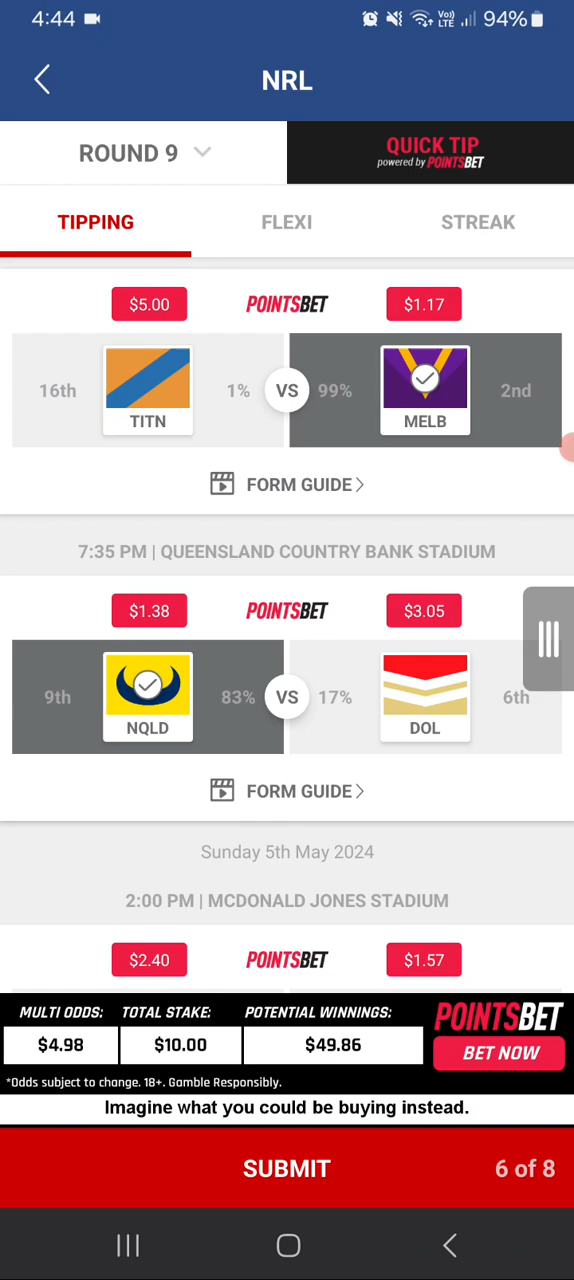 4:44 Vo) LTE 94%
NRL
ROUND 9 QUICK TIP
powered by POINTSBET
TIPPING FLEXI STREAK
$5.00 POINTSBET $1.17
16th 1% VS 99% 2nd
TITN MELB
FORM GUIDE
7:35 PM | QUEENSLAND COUNTRY BANK STADIUM
$1.38 POINTSBET $3.05
9th 83% VS 17% 6th
NQLD DOL
FORM GUIDE
Sunday 5th May 2024
2:00 PM | MCDONALD JONES STADIUM
$2.40 POINTSBET $1.57
MULTI ODDS: TOTAL STAKE: POTENTIAL WINNINGS: POINTSBET
$4.98 $10.00 $49.86 BET NOW
*Odds subject to change. 18+. Gamble Responsibly.
Imagine what you could be buying instead.
SUBMIT 6 of 8